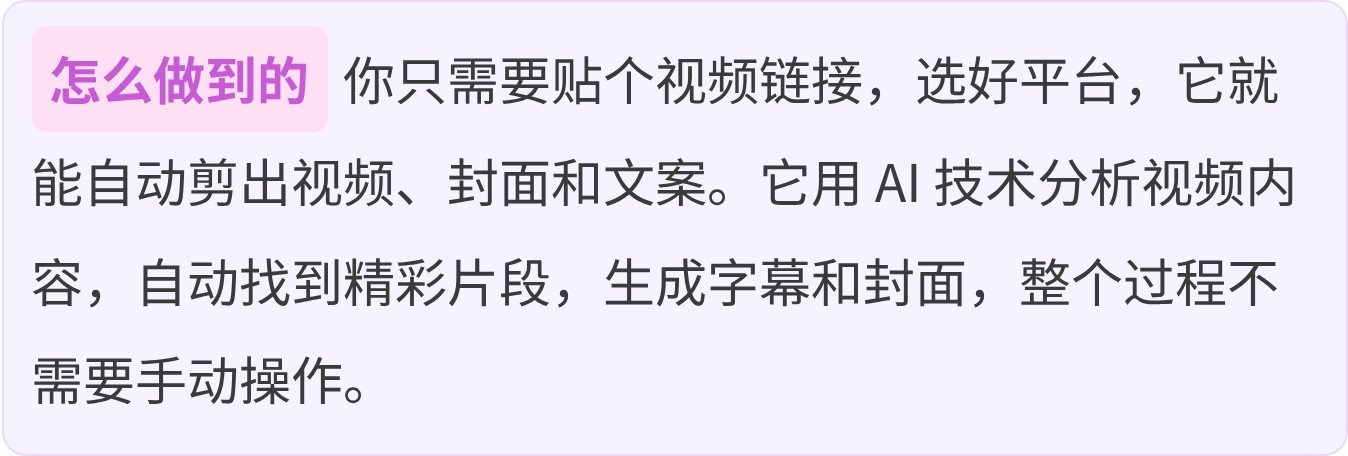 怎么做到的 你只需要贴个视频链接，选好平台，它就
能自动剪出视频、封面和文案。它用 AI 技术分析视频内
容，自动找到精彩片段，生成字幕和封面，整个过程不
需要手动操作。